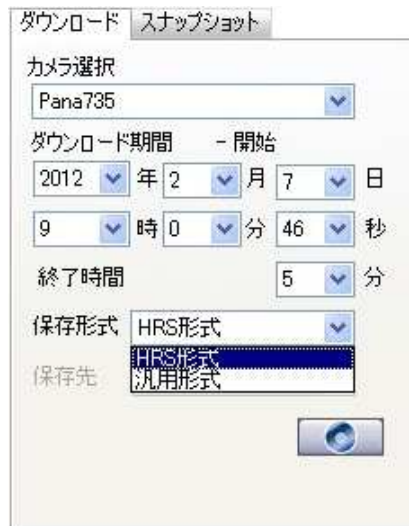 ダウンロード スナップショット
カメラ選択
Pana735
ダウンロード期間 - 開始
2012 年 2 月 7 日
9 時 0 分 46 秒
終了時間 5 分
保存形式 HRS形式
HRS形式
保存先 汎用形式